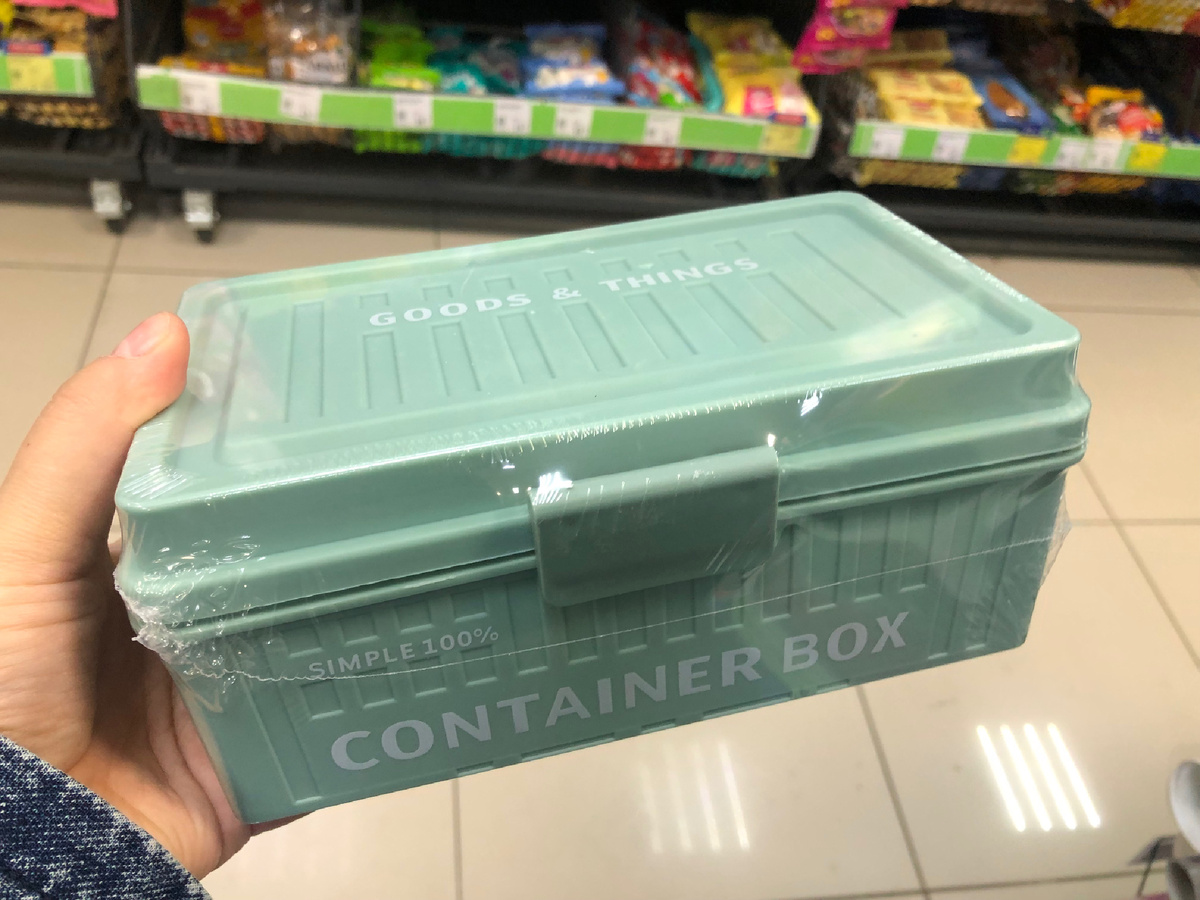 GOODS & THINGS
SIMPLE 100%
CONTAINER BOX